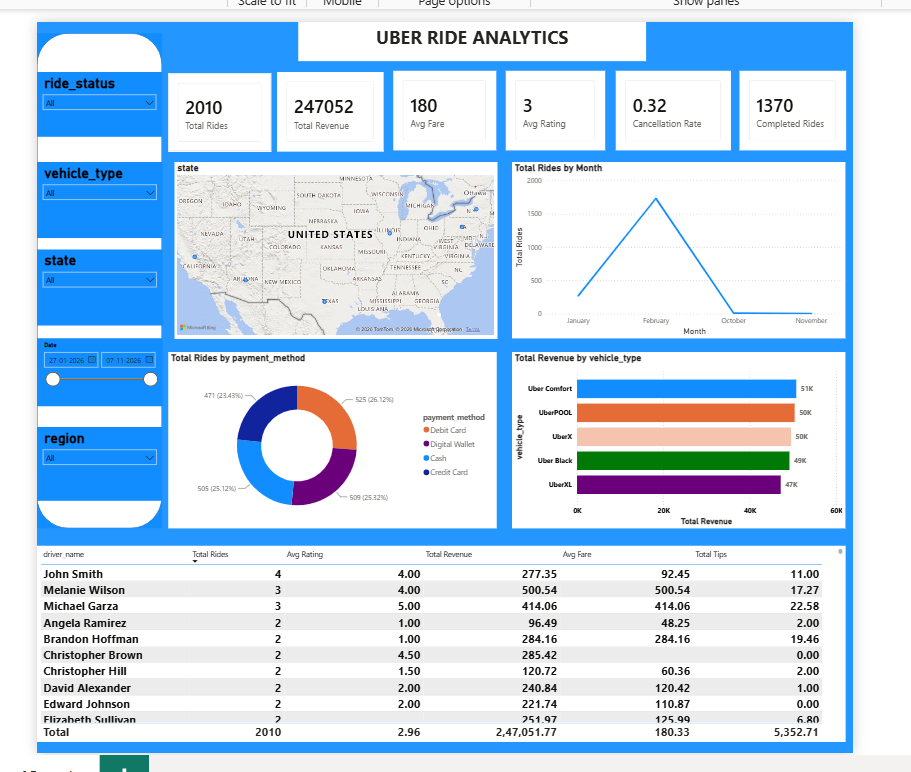 Scale to fit Mobile Page options Show panes
UBER RIDE ANALYTICS
ride_status
All
vehicle_type
All
state
All
Date
27-01-2026 07-11-2026
region
All
2010
Total Rides
247052
Total Revenue
180
Avg Fare
3
Avg Rating
0.32
Cancellation Rate
1370
Completed Rides
state
MINNESOTA
OREGON
IDAHO
SOUTH DAKOTA
WISCONSIN
Ottawa
WYOMING
MICHIGAN
IOWA
NEBRASKA
NEVADA
UNITED STATES
ILLINOIS
OHIO
UTAH
INDIANA
COLORADO
KANSAS
MISSOURI
WEST
VIRGINIA
DELAWARE
KENTUCKY
VIRGINIA
CALIFORNIA
ARIZONA
NEW MEXICO
OKLAHOMA
TENNESSEE
NC
ARKANSAS
SC
ALABAMA
TEXAS
MISSISSIPPI
GEORGIA
LOUISIANA
Microsoft Bing
© 2026 TomTom, © 2026 Microsoft Corporation Terms
Total Rides by Month
2000
1500
1000
500
0
Total Rides
January February October November
Month
Total Rides by payment_method
471 (23.43%)
525 (26.12%)
505 (25.12%)
509 (25.32%)
payment_method
Debit Card
Digital Wallet
Cash
Credit Card
Total Revenue by vehicle_type
vehicle_type
Uber Comfort 51K
UberPOOL 50K
UberX 50K
Uber Black 49K
UberXL 47K
0K 20K 40K 60K
Total Revenue
driver_name Total Rides Avg Rating Total Revenue Avg Fare Total Tips
John Smith 4 4.00 277.35 92.45 11.00
Melanie Wilson 3 4.00 500.54 500.54 17.27
Michael Garza 3 5.00 414.06 414.06 22.58
Angela Ramirez 2 1.00 96.49 48.25 2.00
Brandon Hoffman 2 1.00 284.16 284.16 19.46
Christopher Brown 2 4.50 285.42 0.00
Christopher Hill 2 1.50 120.72 60.36 2.00
David Alexander 2 2.00 240.84 120.42 1.00
Edward Johnson 2 2.00 221.74 110.87 0.00
Elizabeth Sullivan 2 251.97 125.99 6.80
Total 2010 2.96 2,47,051.77 180.33 5,352.71